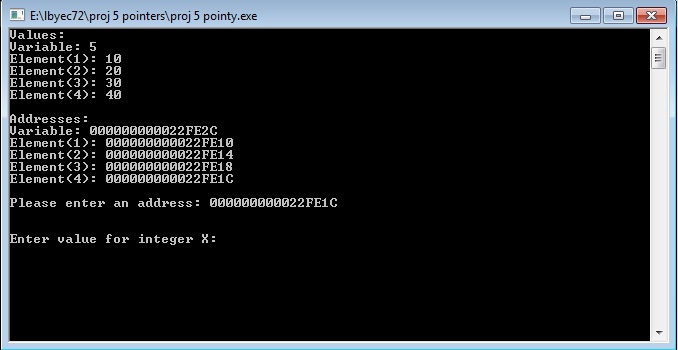 E:\lbyec72\proj 5 pointers\proj 5 pointy.exe
Values:
Variable: 5
Element(1): 10
Element(2): 20
Element(3): 30
Element(4): 40
Addresses:
Variable: 000000000022FE2C
Element(1): 000000000022FE10
Element(2): 000000000022FE14
Element(3): 000000000022FE18
Element(4): 000000000022FE1C
Please enter an address: 000000000022FE1C
Enter value for integer X: